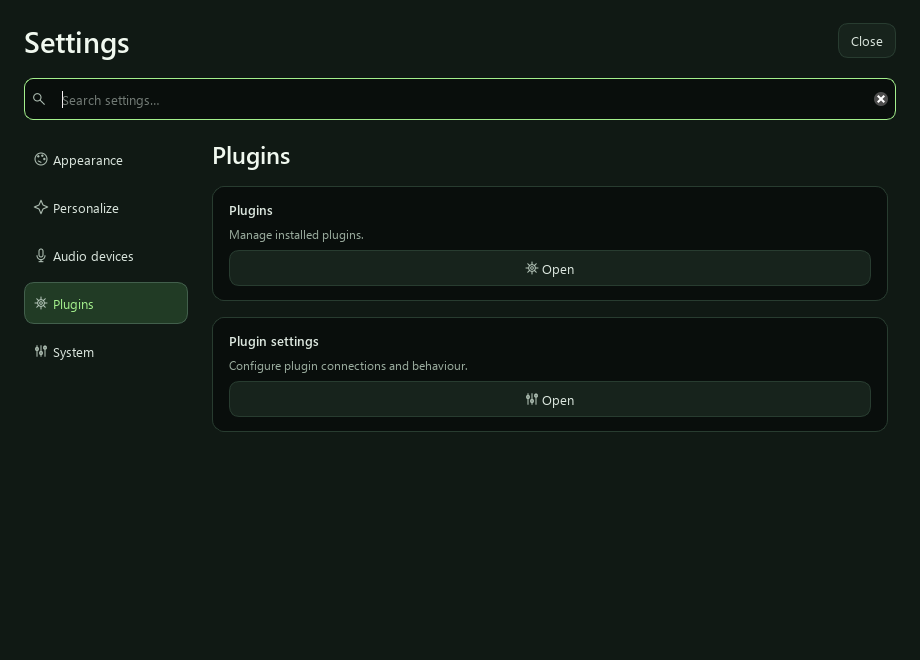 Settings
Close
Search settings...
Appearance
Personalize
Audio devices
Plugins
System
Plugins
Plugins
Manage installed plugins.
Open
Plugin settings
Configure plugin connections and behaviour.
Open